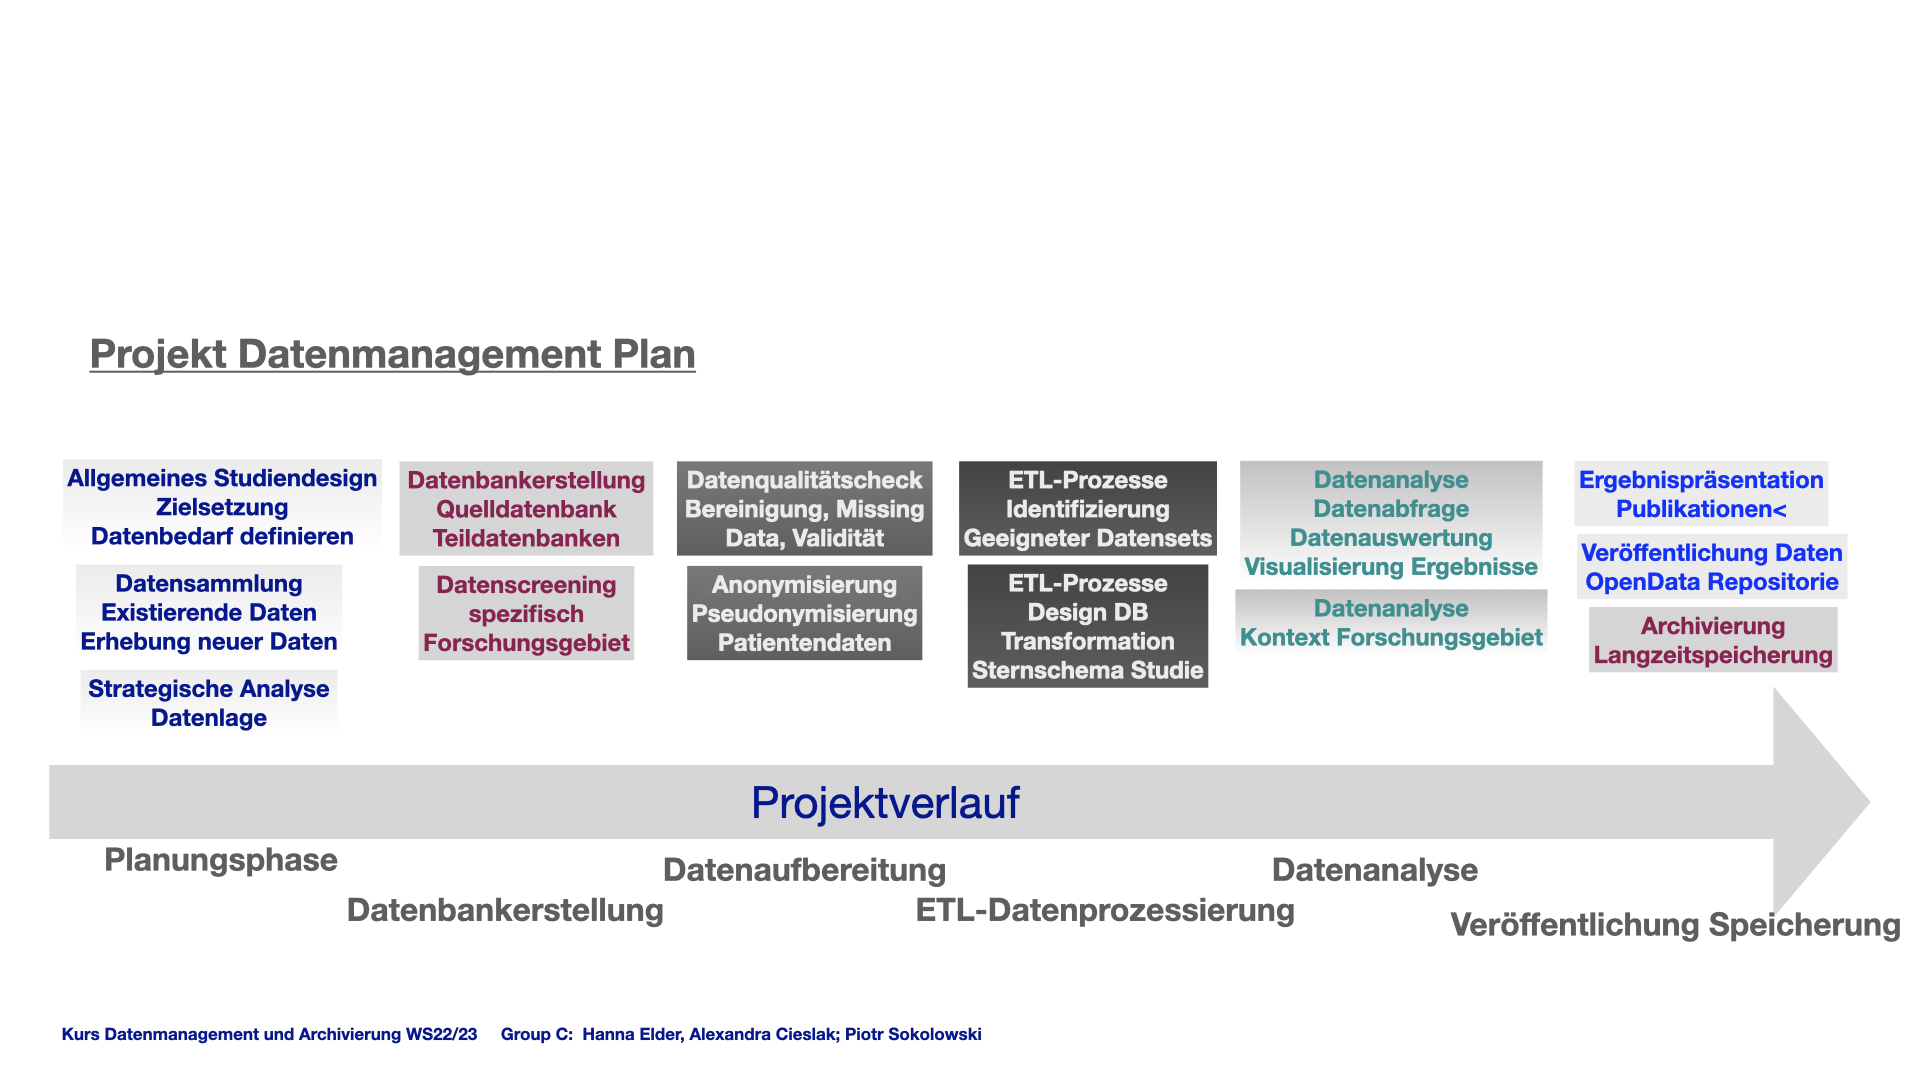 Projekt Datenmanagement Plan
Allgemeines Studiendesign
Zielsetzung
Datenbedarf definieren
Datensammlung
Existierende Daten
Erhebung neuer Daten
Strategische Analyse
Datenlage
Datenbankerstellung
Quelldatenbank
Teildatenbanken
Datenscreening
spezifisch
Forschungsgebiet
Datenqualitätscheck
Bereinigung, Missing
Data, Validität
Anonymisierung
Pseudonymisierung
Patientendaten
ETL-Prozesse
Identifizierung
Geeigneter Datensets
ETL-Prozesse
Design DB
Transformation
Sternschema Studie
Datenanalyse
Datenabfrage
Datenauswertung
Visualisierung Ergebnisse
Datenanalyse
Kontext Forschungsgebiet
Ergebnispräsentation
Publikationen<
Veröffentlichung Daten
OpenData Repositorie
Archivierung
Langzeitspeicherung
Projektverlauf
Planungsphase
Datenbankerstellung
Datenaufbereitung
ETL-Datenprozessierung
Datenanalyse
Veröffentlichung Speicherung
Kurs Datenmanagement und Archivierung WS22/23 Group C: Hanna Elder, Alexandra Cieslak; Piotr Sokolowski